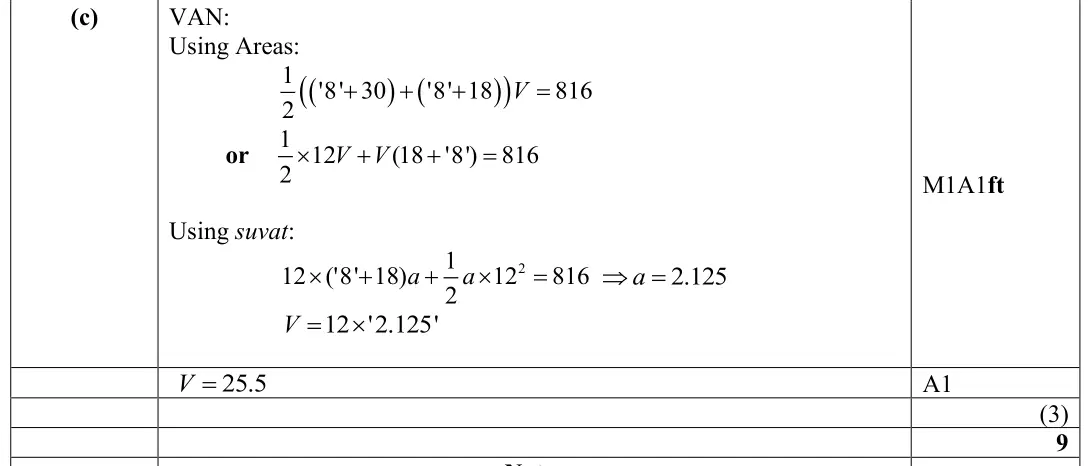 (c)
VAN:
Using Areas:
1/2(('8'+30)+('8'+18))V=816
or 1/2×12V+V(18+'8')=816
M1A1ft
Using suvat:
12×('8'+18)a+1/2a×12²=816 ⇒a=2.125
V=12×'2.125'
V=25.5 A1
(3)
9